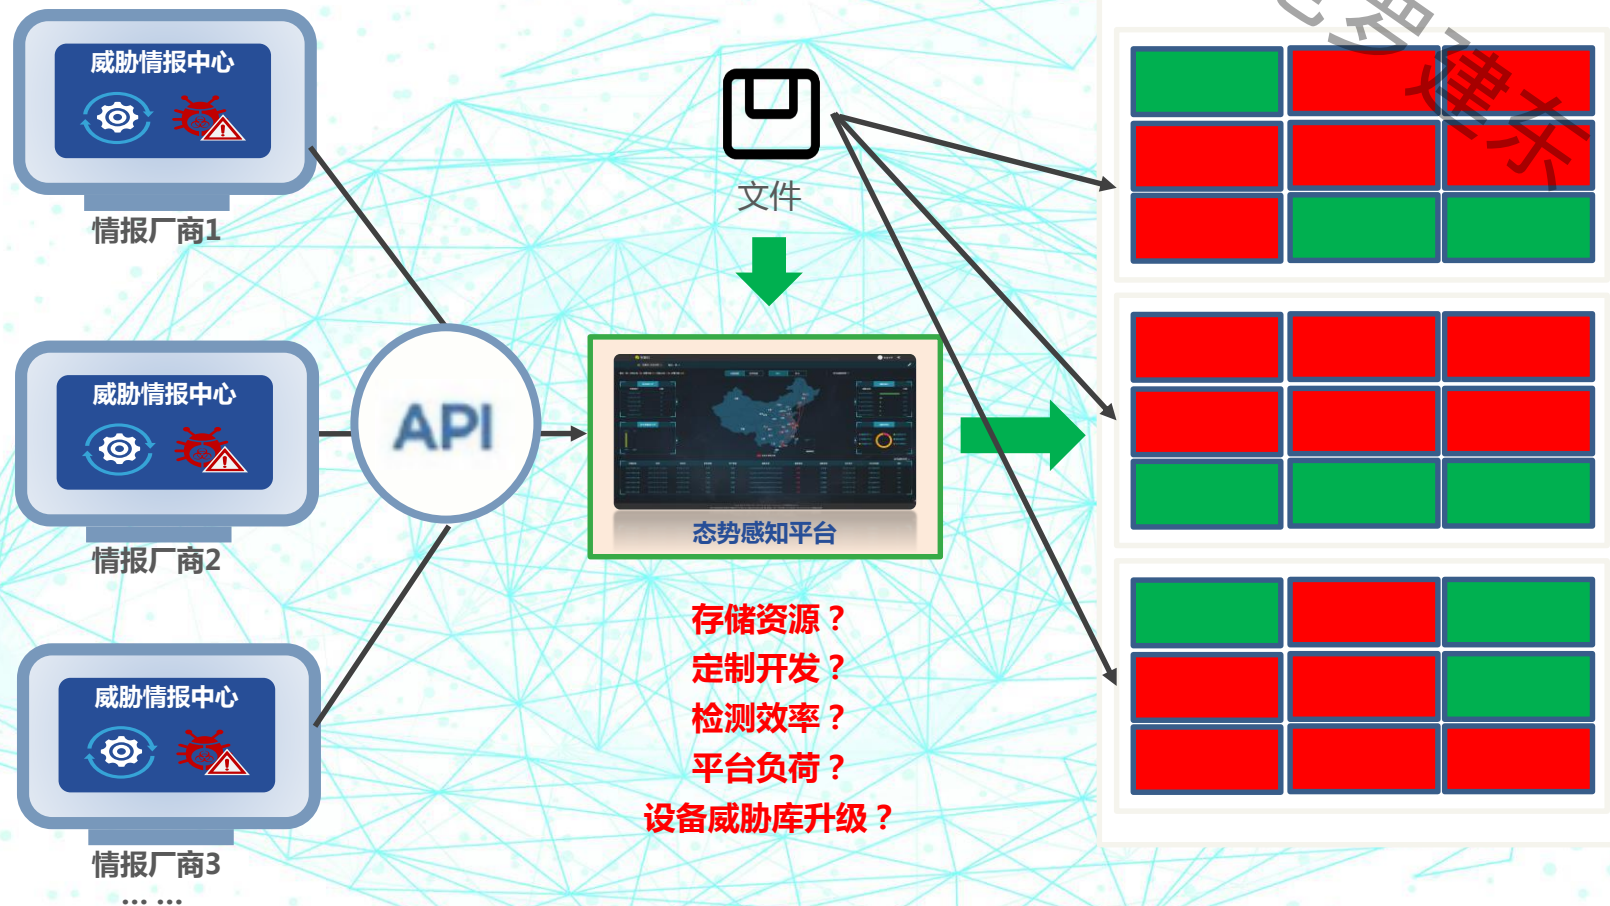 威胁情报中心
情报厂商1
威胁情报中心
情报厂商2
威胁情报中心
情报厂商3
... ...
API
文件
态势感知平台
存储资源？
定制开发？
检测效率？
平台负荷？
设备威胁库升级？
罗建东